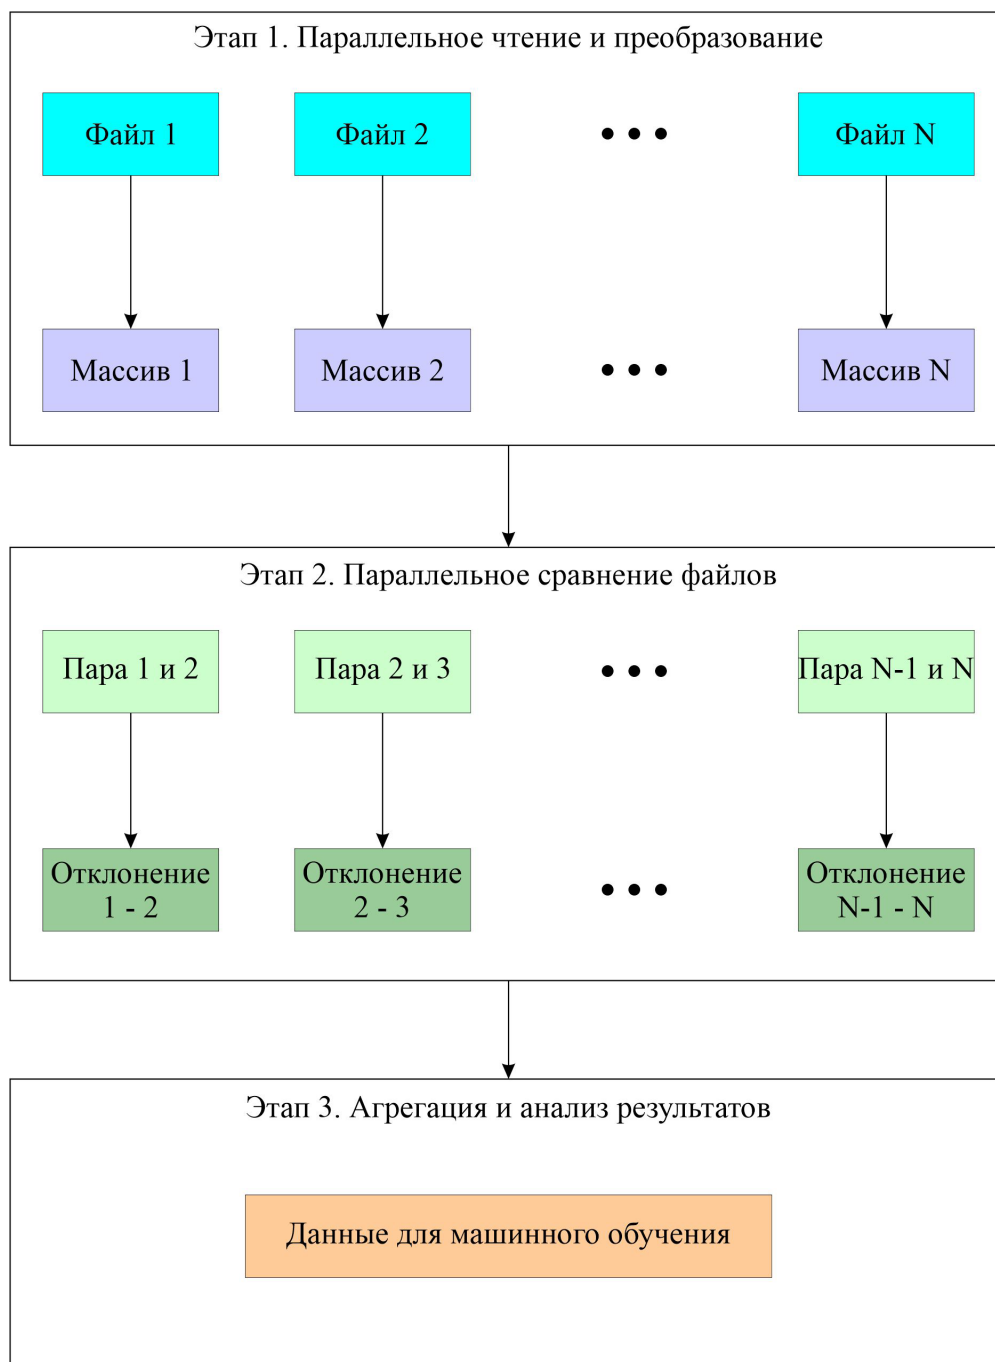 Этап 1. Параллельное чтение и преобразование
Файл 1
Файл 2
Файл N
Массив 1
Массив 2
Массив N
Этап 2. Параллельное сравнение файлов
Пара 1 и 2
Пара 2 и 3
Пара N-1 и N
Отклонение
1 - 2
Отклонение
2 - 3
Отклонение
N-1 - N
Этап 3. Агрегация и анализ результатов
Данные для машинного обучения